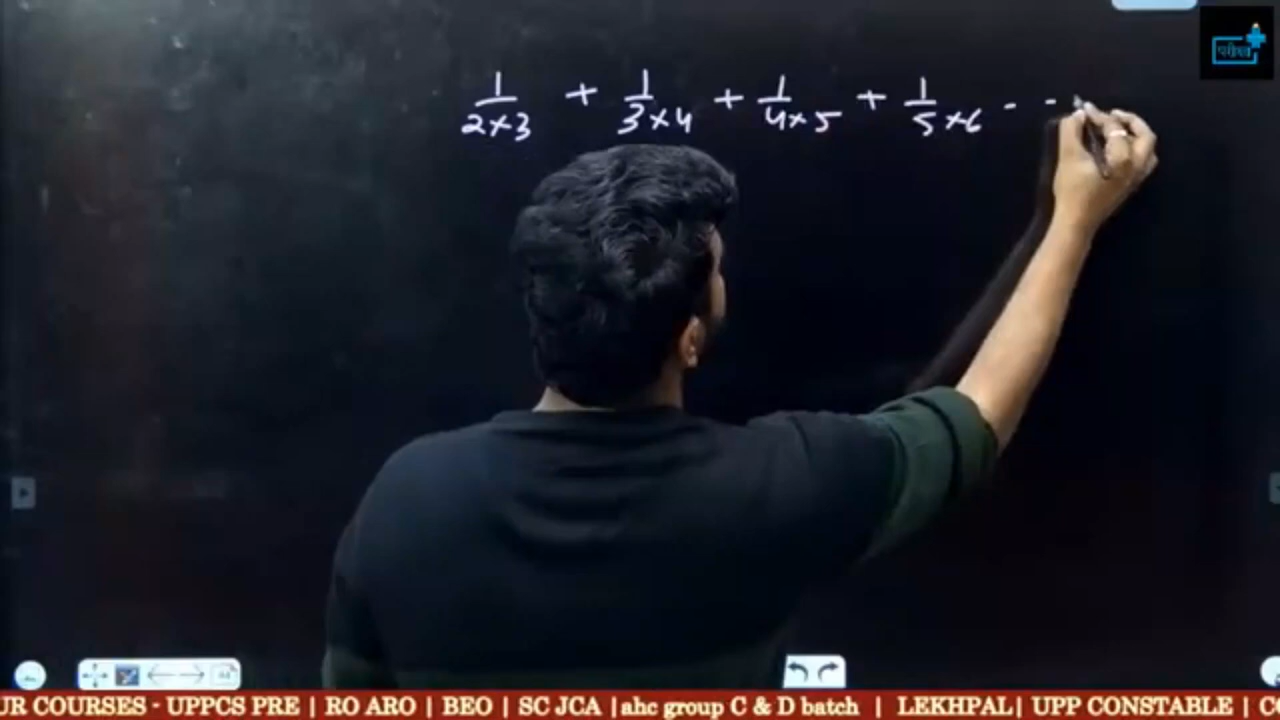 परीक्षा
1/2×3 + 1/3×4 + 1/4×5 + 1/5×6 - -
UR COURSES - UPPCS PRE | RO ARO | BEO | SC JCA |ahc group C & D batch | LEKHPAL| UPP CONSTABLE | C